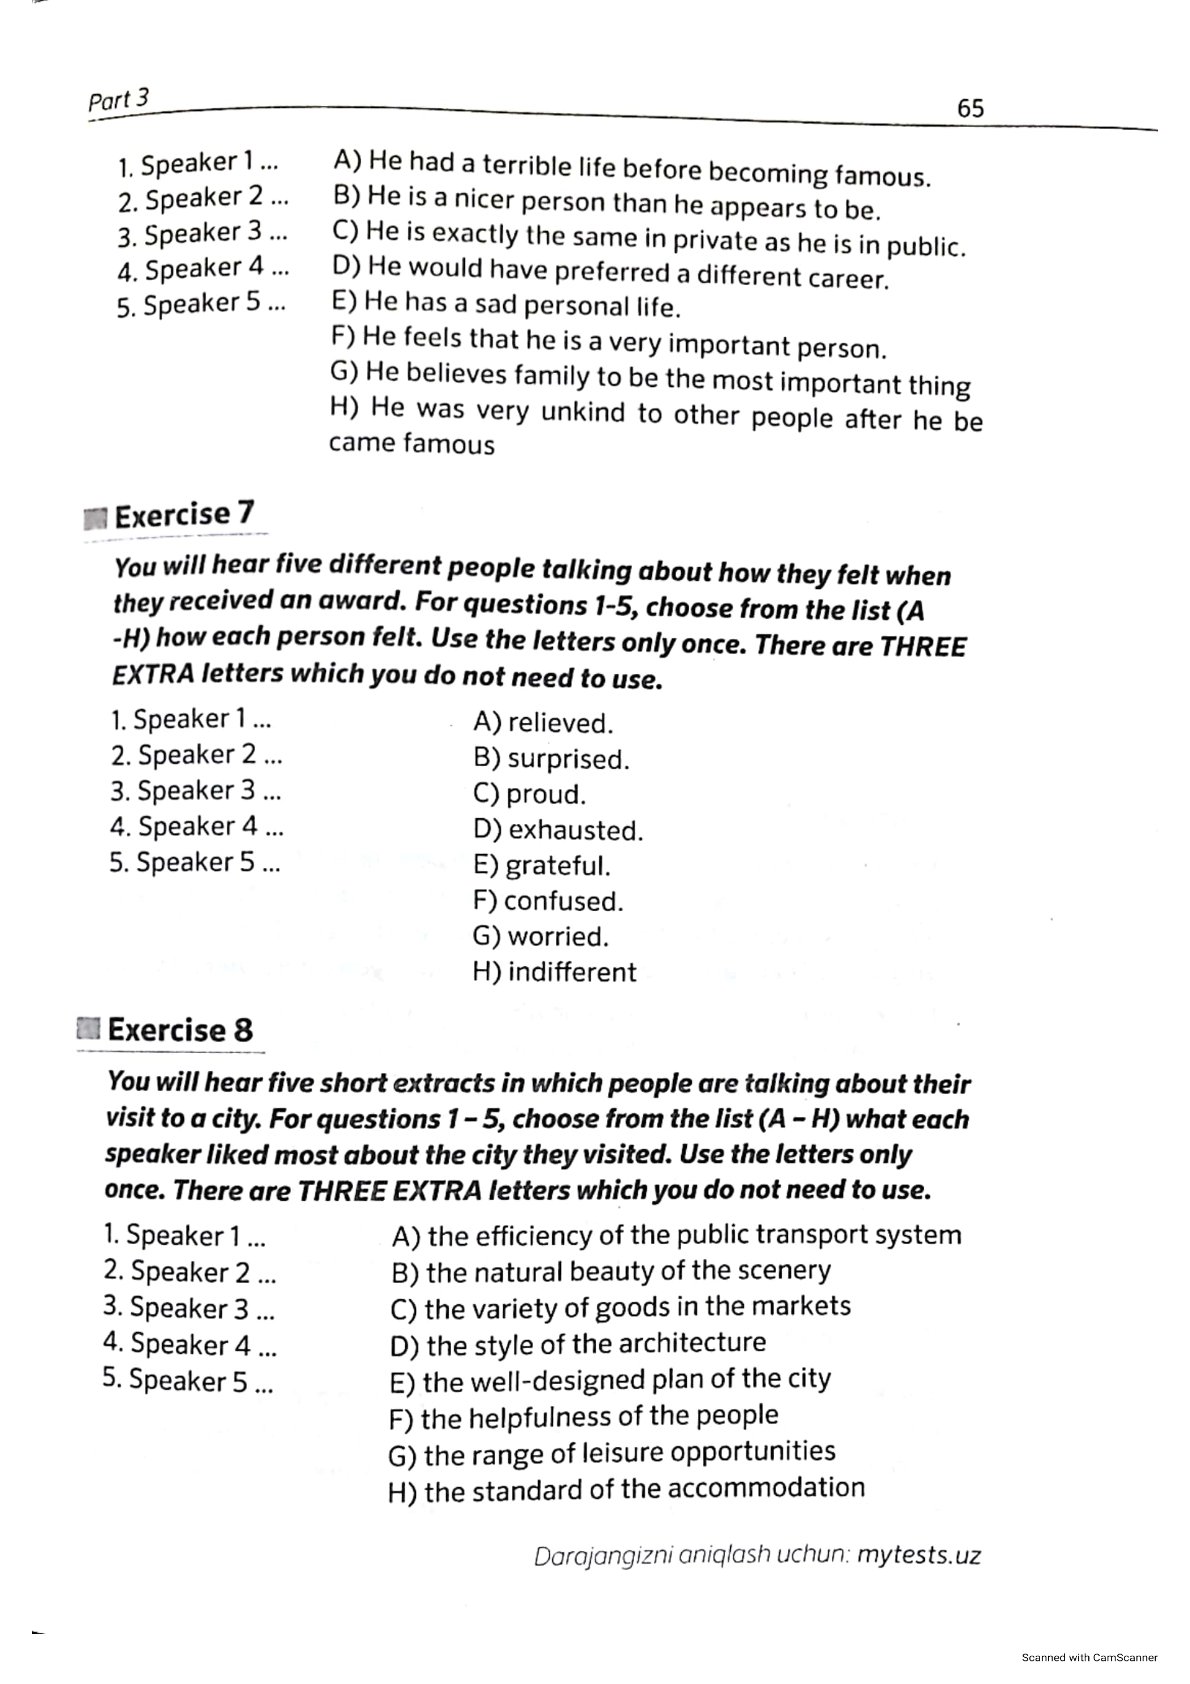 Part 3
65
1. Speaker 1 ...
2. Speaker 2 ...
3. Speaker 3 ...
4. Speaker 4 ...
5. Speaker 5 ...
A) He had a terrible life before becoming famous.
B) He is a nicer person than he appears to be.
C) He is exactly the same in private as he is in public.
D) He would have preferred a different career.
E) He has a sad personal life.
F) He feels that he is a very important person.
G) He believes family to be the most important thing
H) He was very unkind to other people after he be
came famous
Exercise 7
You will hear five different people talking about how they felt when
they received an award. For questions 1-5, choose from the list (A
-H) how each person felt. Use the letters only once. There are THREE
EXTRA letters which you do not need to use.
1. Speaker 1 ...
2. Speaker 2 ...
3. Speaker 3 ...
4. Speaker 4 ...
5. Speaker 5 ...
A) relieved.
B) surprised.
C) proud.
D) exhausted.
E) grateful.
F) confused.
G) worried.
H) indifferent
Exercise 8
You will hear five short extracts in which people are talking about their
visit to a city. For questions 1 – 5, choose from the list (A – H) what each
speaker liked most about the city they visited. Use the letters only
once. There are THREE EXTRA letters which you do not need to use.
1. Speaker 1 ...
2. Speaker 2 ...
3. Speaker 3 ...
4. Speaker 4 ...
5. Speaker 5 ...
A) the efficiency of the public transport system
B) the natural beauty of the scenery
C) the variety of goods in the markets
D) the style of the architecture
E) the well-designed plan of the city
F) the helpfulness of the people
G) the range of leisure opportunities
H) the standard of the accommodation
Darajangizni aniqlash uchun: mytests.uz
Scanned with CamScanner